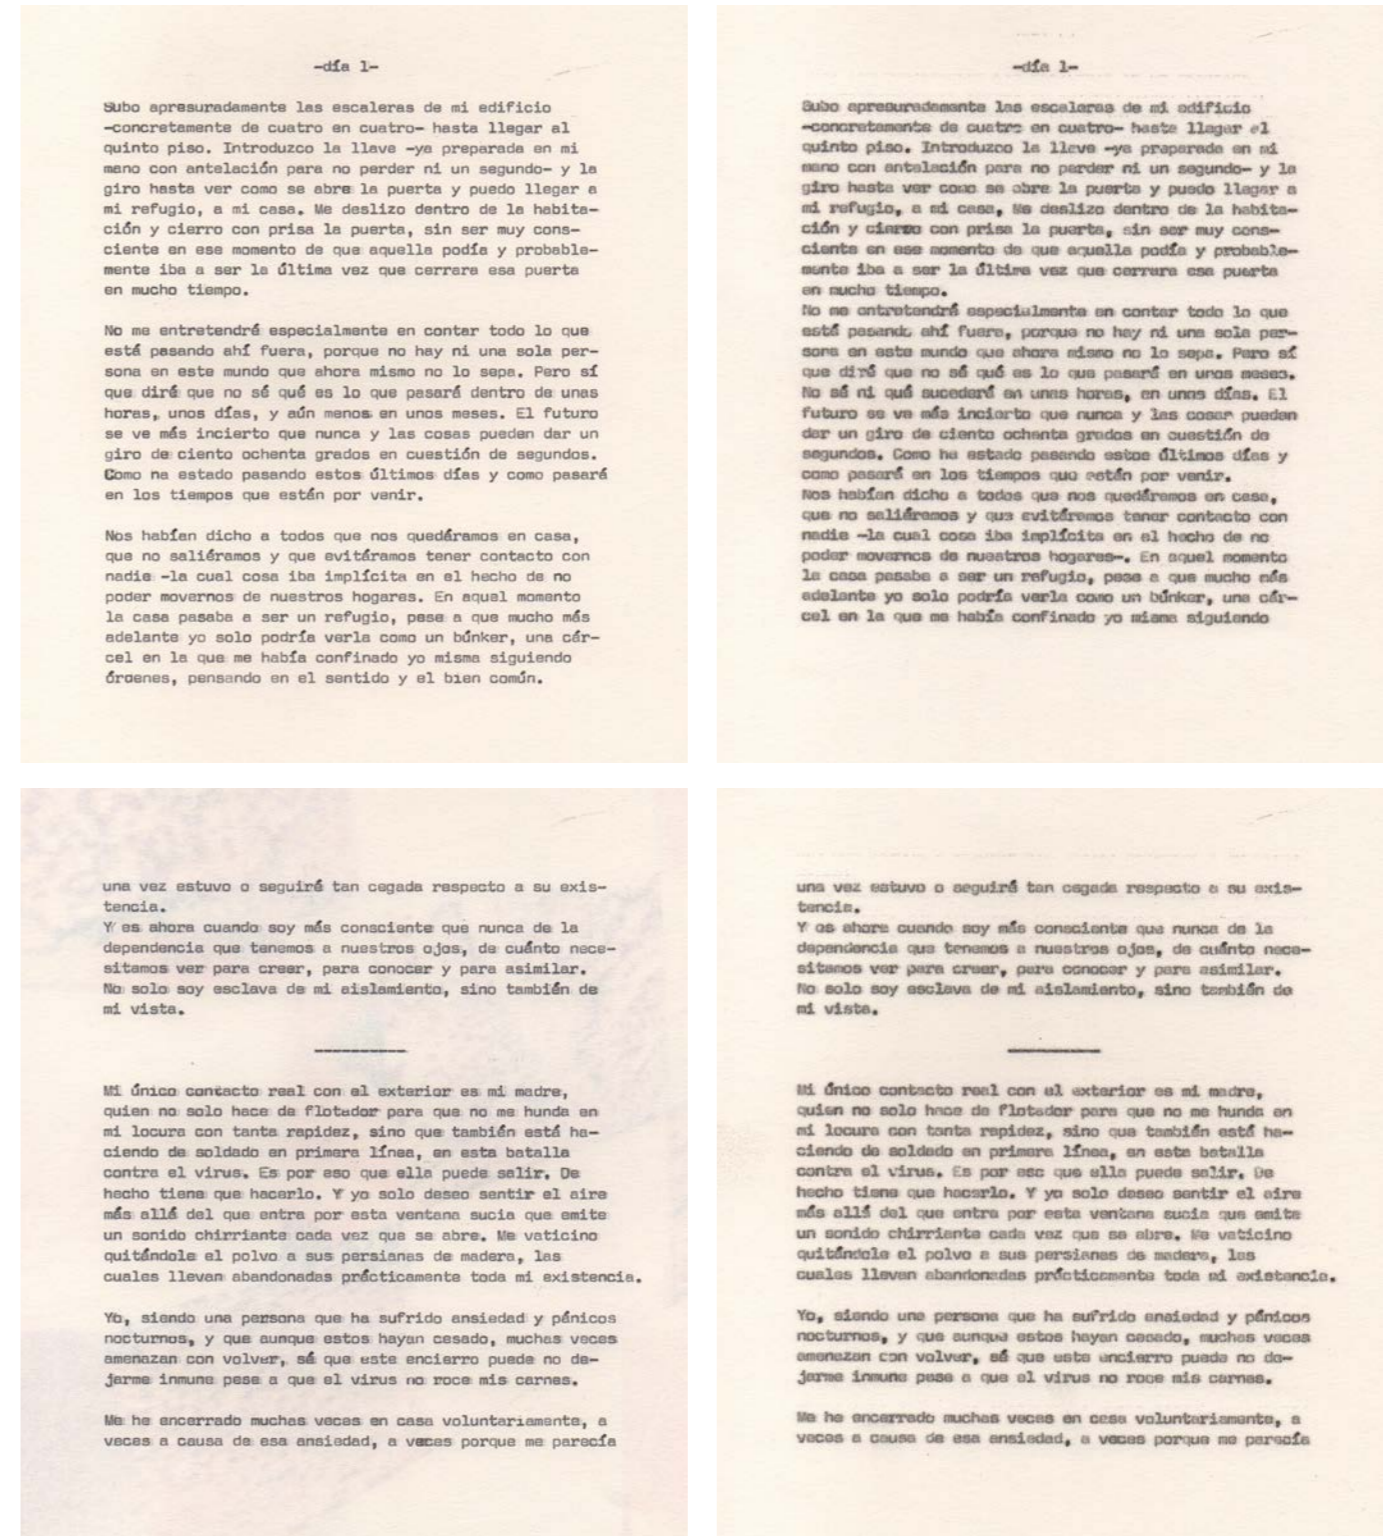 -día 1-
Subo apresuradamente las escaleras de mi edificio
-concretamente de cuatro en cuatro- hasta llegar al
quinto piso. Introduzco la llave -ya preparada en mi
mano con antelación para no perder ni un segundo- y la
giro hasta ver como se abre la puerta y puedo llegar a
mi refugio, a mi casa. Me deslizo dentro de la habita-
ción y cierro con prisa la puerta, sin ser muy cons-
ciente en ese momento de que aquella podía y probable-
mente iba a ser la última vez que cerrara esa puerta
en mucho tiempo.
No me entretendré especialmente en contar todo lo que
está pasando ahí fuera, porque no hay ni una sola per-
sona en este mundo que ahora mismo no lo sepa. Pero sí
que diré que no sé qué es lo que pasará dentro de unas
horas, unos días, y aún menos en unos meses. El futuro
se ve más incierto que nunca y las cosas pueden dar un
giro de ciento ochenta grados en cuestión de segundos.
Como ha estado pasando estos últimos días y como pasará
en los tiempos que están por venir.
Nos habían dicho a todos que nos quedáramos en casa,
que no saliéramos y que evitáramos tener contacto con
nadie -la cual cosa iba implícita en el hecho de no
poder movernos de nuestros hogares. En aquel momento
la casa pasaba a ser un refugio, pese a que mucho más
adelante yo solo podría verla como un búnker, una cár-
cel en la que me había confinado yo misma siguiendo
órdenes, pensando en el sentido y el bien común.
-día 1-
Subo apresuradamente las escaleras de mi edificio
-concretamente de cuatro en cuatro- hasta llegar al
quinto piso. Introduzco la llave -ya preparada en mi
mano con antelación para no perder ni un segundo- y la
giro hasta ver como se abre la puerta y puedo llegar a
mi refugio, a mi casa, Me deslizo dentro de la habita-
ción y cierro con prisa la puerta, sin ser muy cons-
ciente en ese momento de que aquella podía y probable-
mente iba a ser la última vez que cerrara esa puerta
en mucho tiempo.
No me entretendré especialmente en contar todo lo que
está pasando ahí fuera, porque no hay ni una sola per-
sona en este mundo que ahora mismo no lo sepa. Pero sí
que diré que no sé qué es lo que pasará en unos meses.
No sé ni qué sucederá en unas horas, en unos días. El
futuro se ve más incierto que nunca y las cosas pueden
dar un giro de ciento ochenta grados en cuestión de
segundos. Como ha estado pasando estos últimos días y
como pasará en los tiempos que están por venir.
Nos habían dicho a todos que nos quedáramos en casa,
que no saliéramos y que evitáramos tener contacto con
nadie -la cual cosa iba implícita en el hecho de no
poder movernos de nuestros hogares-. En aquel momento
la casa pasaba a ser un refugio, pese a que mucho más
adelante yo solo podría verla como un búnker, una cár-
cel en la que me había confinado yo misma siguiendo
una vez estuvo o seguiré tan cegada respecto a su exis-
tencia.
Y es ahora cuando soy más consciente que nunca de la
dependencia que tenemos a nuestros ojos, de cuánto nece-
sitamos ver para creer, para conocer y para asimilar.
No solo soy esclava de mi aislamiento, sino también de
mi vista.
Mi único contacto real con el exterior es mi madre,
quien no solo hace de flotador para que no me hunda en
mi locura con tanta rapidez, sino que también está ha-
ciendo de soldado en primera línea, en esta batalla
contra el virus. Es por eso que ella puede salir. De
hecho tiene que hacerlo. Y yo solo deseo sentir el aire
más allá del que entra por esta ventana sucia que emite
un sonido chirriante cada vez que se abre. Me vaticino
quitándole el polvo a sus persianas de madera, las
cuales llevan abandonadas prácticamente toda mi existencia.
Yo, siendo una persona que ha sufrido ansiedad y pánicos
nocturnos, y que aunque estos hayan cesado, muchas veces
amenazan con volver, sé que este encierro puede no de-
jarme inmune pese a que el virus no roce mis carnes.
Me he encerrado muchas veces en casa voluntariamente, a
veces a causa de esa ansiedad, a veces porque me parecía
una vez estuvo o seguiré tan cegada respecto a su exis-
tencia.
Y es ahora cuando soy más consciente que nunca de la
dependencia que tenemos a nuestros ojos, de cuánto nece-
sitamos ver para creer, para conocer y para asimilar.
No solo soy esclava de mi aislamiento, sino también de
mi vista.
Mi único contacto real con el exterior es mi madre,
quien no solo hace de flotador para que no me hunda en
mi locura con tanta rapidez, sino que también está ha-
ciendo de soldado en primera línea, en esta batalla
contra el virus. Es por eso que ella puede salir. De
hecho tiene que hacerlo. Y yo solo deseo sentir el aire
más allá del que entra por esta ventana sucia que emite
un sonido chirriante cada vez que se abre. Me vaticino
quitándole el polvo a sus persianas de madera, las
cuales llevan abandonadas prácticamente toda mi existencia.
Yo, siendo una persona que ha sufrido ansiedad y pánicos
nocturnos, y que aunque estos hayan cesado, muchas veces
amenazan con volver, sé que este encierro puede no de-
jarme inmune pese a que el virus no roce mis carnes.
Me he encerrado muchas veces en casa voluntariamente, a
veces a causa de esa ansiedad, a veces porque me parecía